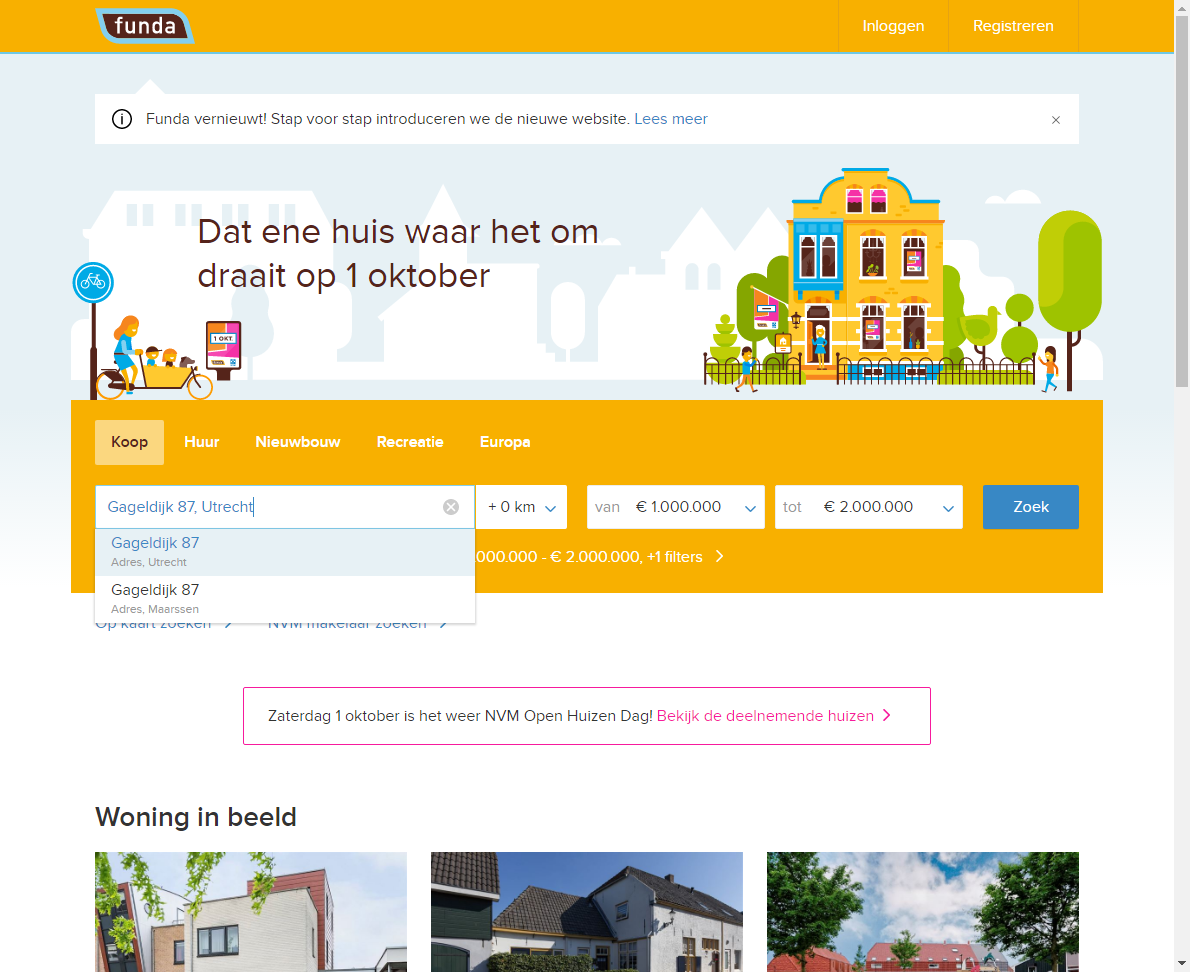 funda
Inloggen
Registreren
Funda vernieuwt! Stap voor stap introduceren we de nieuwe website. Lees meer
Dat ene huis waar het om
draait op 1 oktober
1 OKT
Koop
Huur
Nieuwbouw
Recreatie
Europa
Gageldijk 87, Utrecht
+ 0 km
van € 1.000.000
tot € 2.000.000
Zoek
Gageldijk 87
Adres, Utrecht
000.000 - € 2.000.000, +1 filters
Gageldijk 87
Adres, Maarssen
Op kaart zoeken
NVM makelaar zoeken
Zaterdag 1 oktober is het weer NVM Open Huizen Dag! Bekijk de deelnemende huizen
Woning in beeld